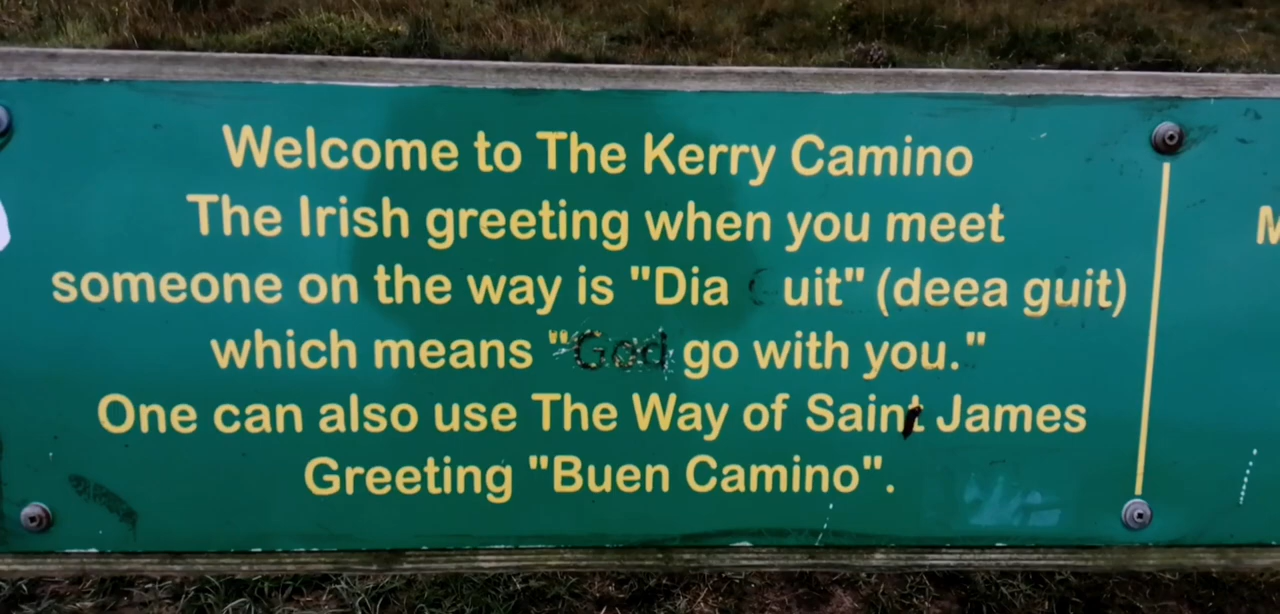 Welcome to The Kerry Camino
The Irish greeting when you meet
someone on the way is "Dia Guit" (deea guit)
which means "God go with you."
One can also use The Way of Saint James
Greeting "Buen Camino".